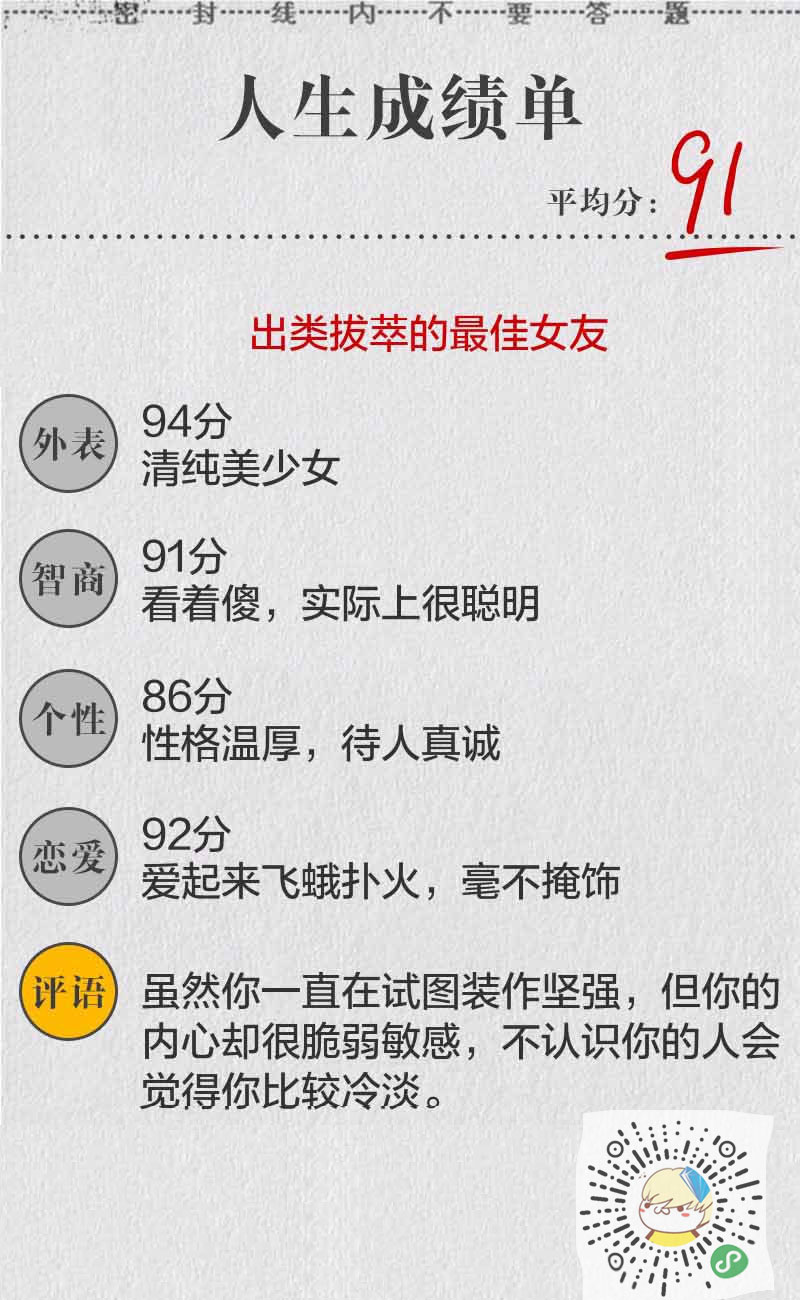 密封线内不要答题
人生成绩单
平均分：91
出类拔萃的最佳女友
外表
94分
清纯美少女
智商
91分
看着傻，实际上很聪明
个性
86分
性格温厚，待人真诚
恋爱
92分
爱起来飞蛾扑火，毫不掩饰
评语
虽然你一直在试图装作坚强，但你的
内心却很脆弱敏感，不认识你的人会
觉得你比较冷淡。